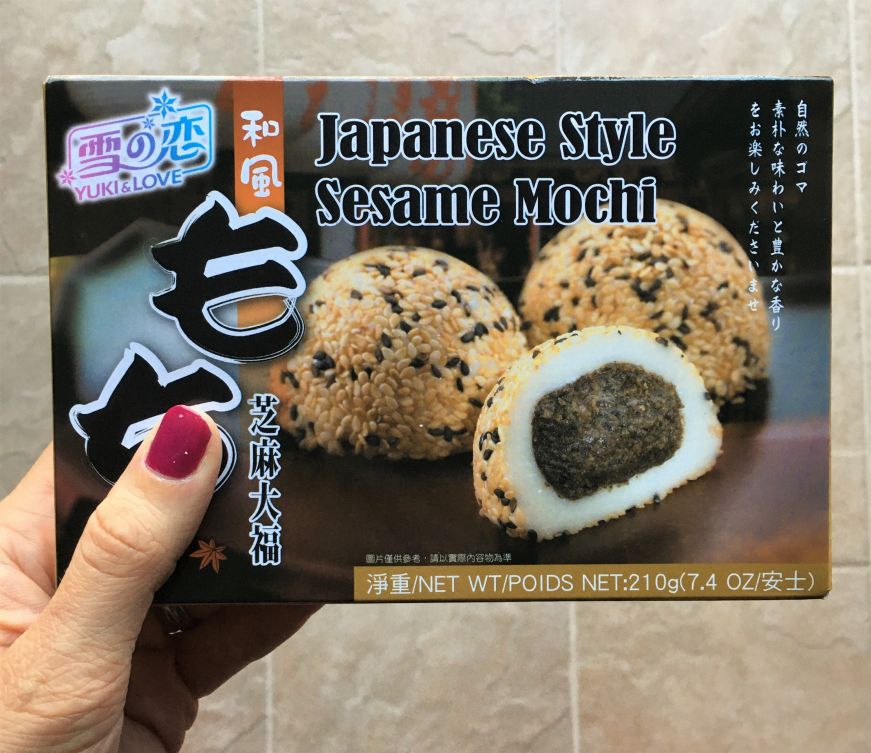 雪の恋
YUKI & LOVE
和風
もち
Japanese Style
Sesame Mochi
自然のゴマ
素朴な味わいと豊かな香り
をお楽しみくださいませ
芝麻大福
圖片僅供參考，請以實際內容物為準
淨重/NET WT/POIDS NET:210g(7.4 OZ/安士)